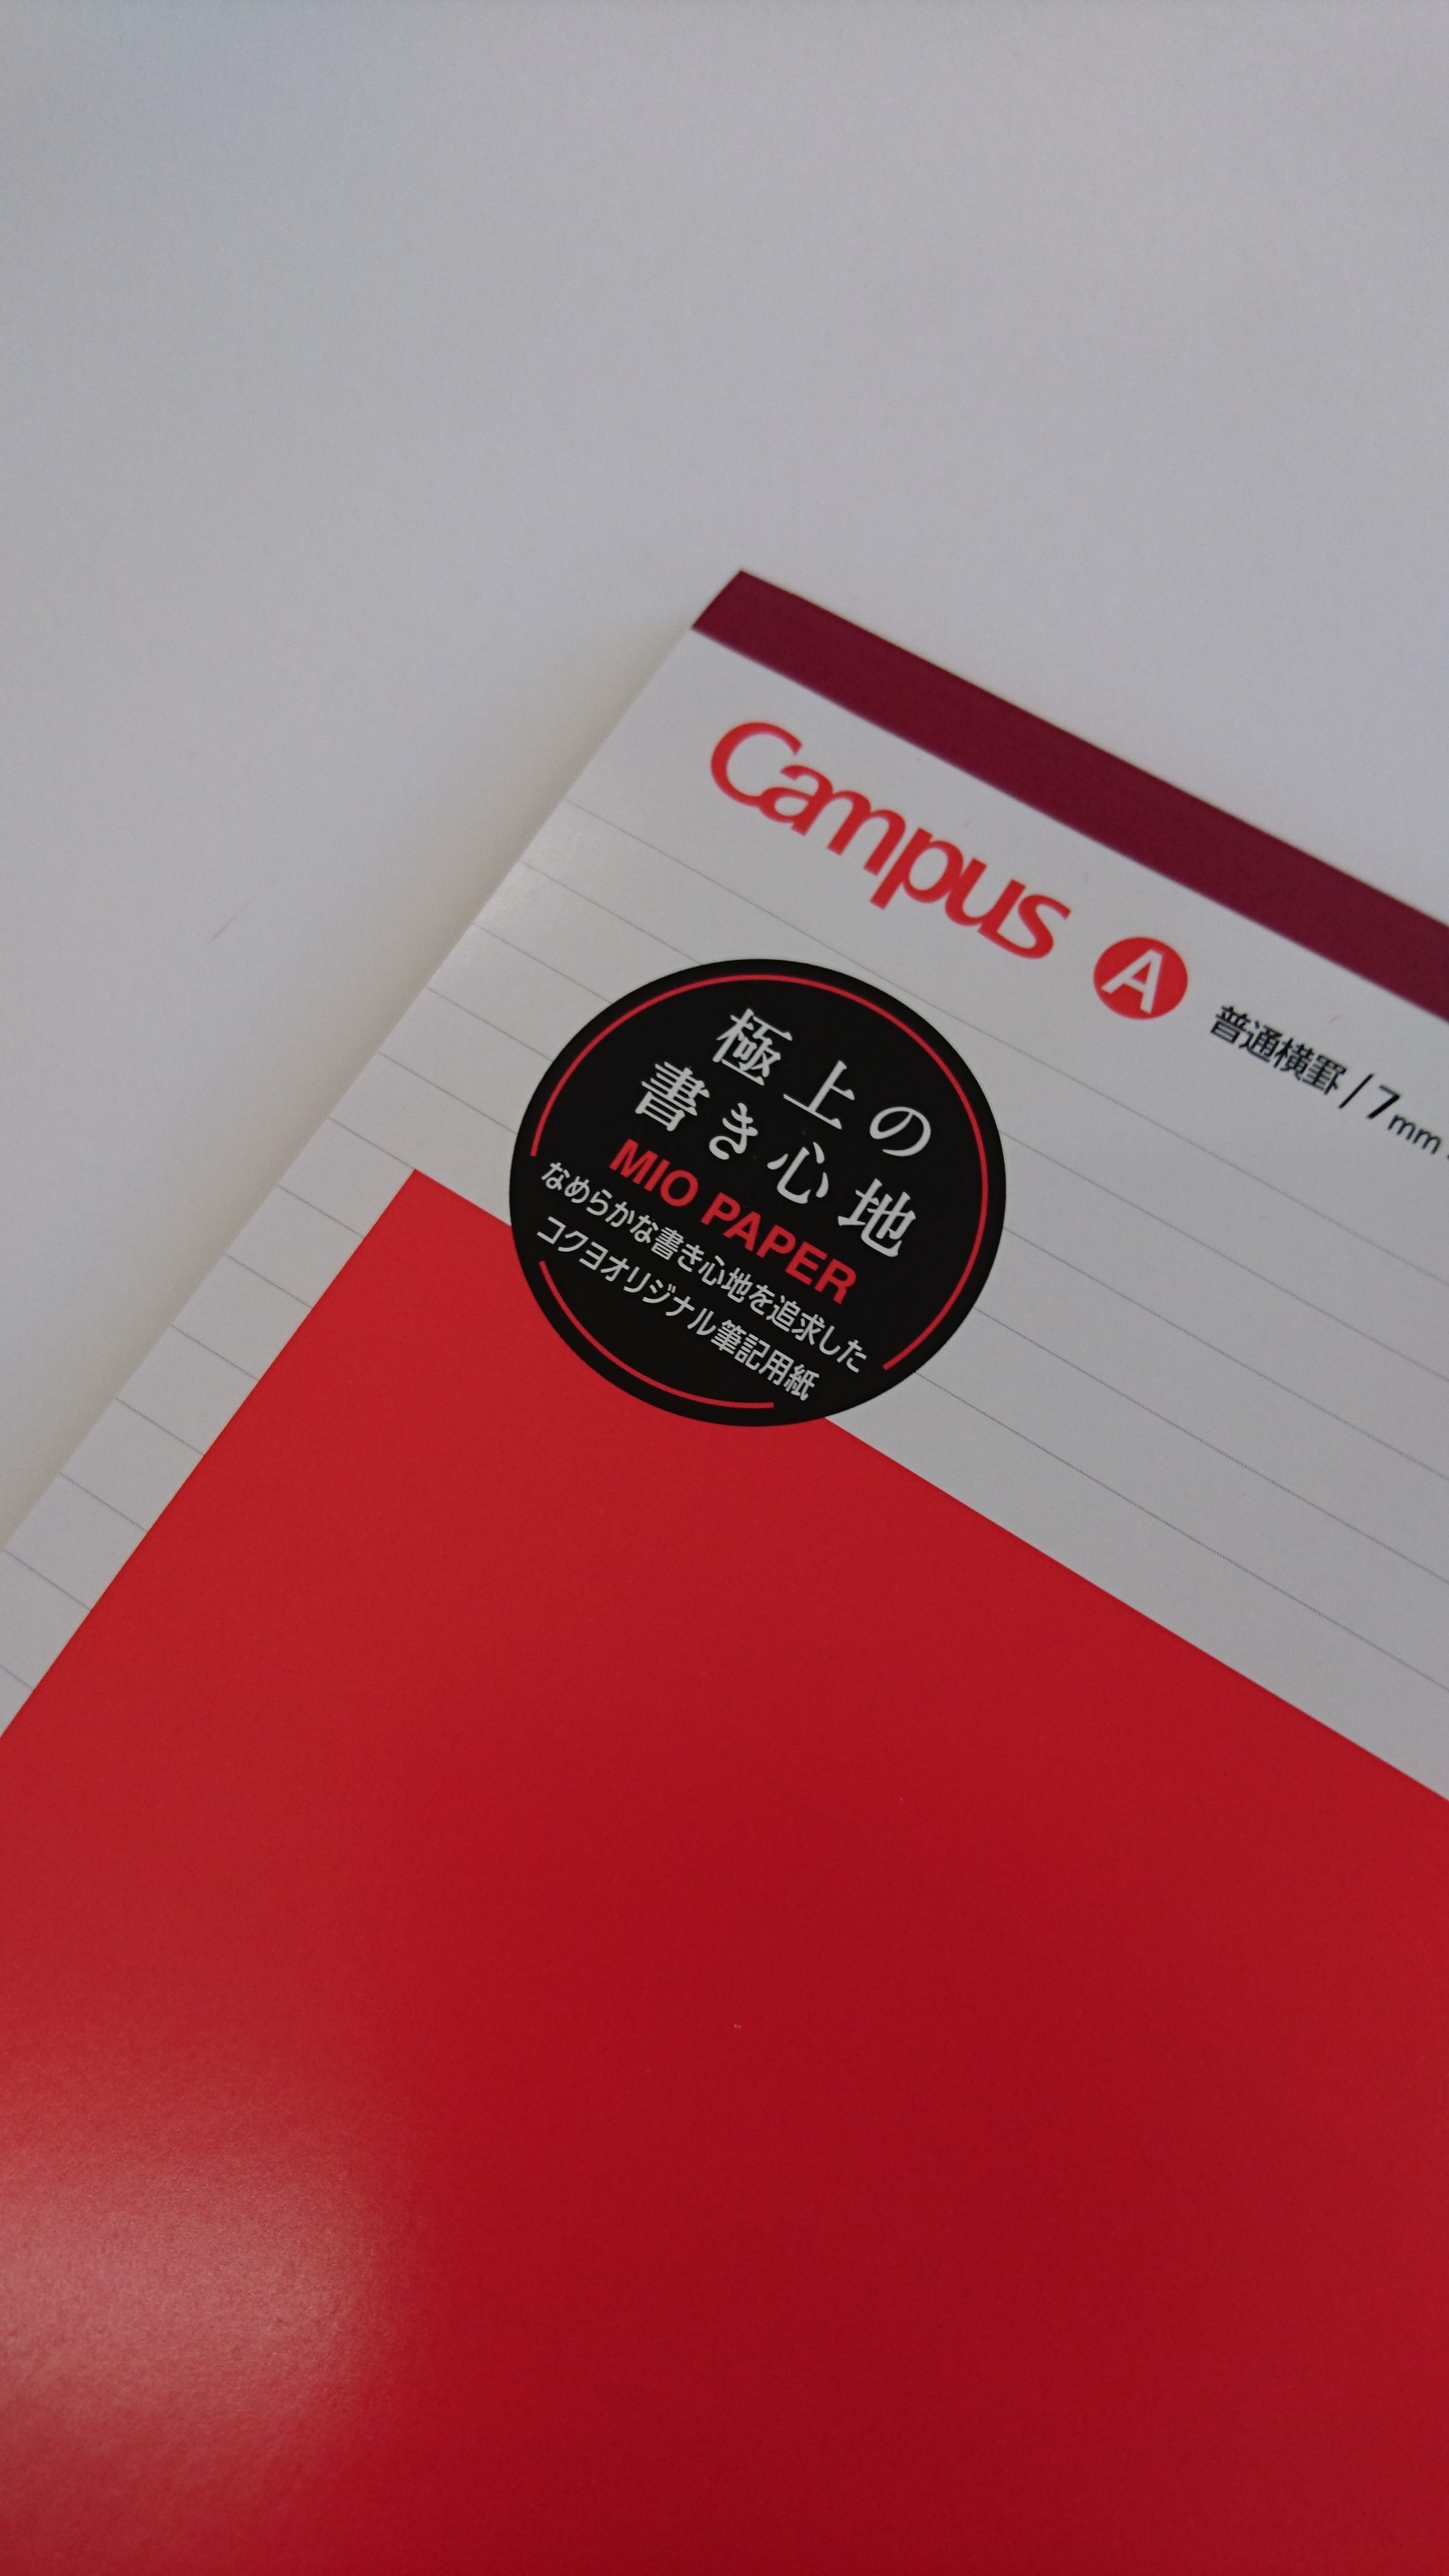 Campus A 普通横罫/7mm
極上の
書き心地
MIO PAPER
なめらかな書き心地を追求した
コクヨオリジナル筆記用紙